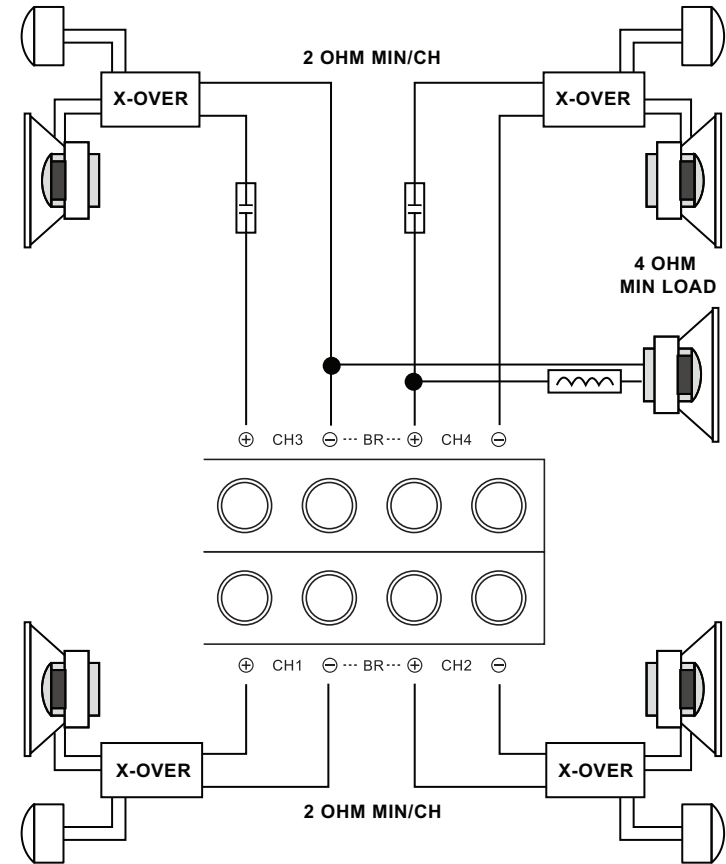 2 OHM MIN/CH
X-OVER
X-OVER
4 OHM
MIN LOAD
⊕ CH3 ⊖ --- BR --- ⊕ CH4 ⊖
⊕ CH1 ⊖ --- BR --- ⊕ CH2 ⊖
X-OVER
X-OVER
2 OHM MIN/CH